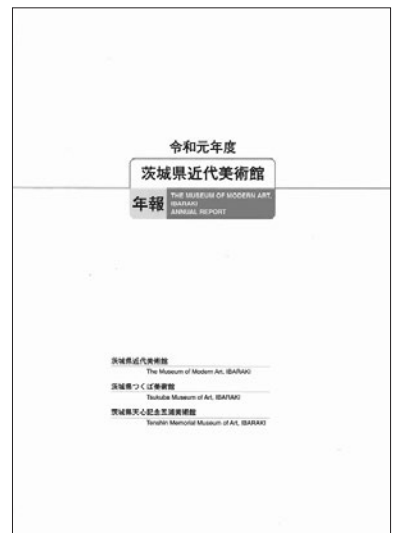 令和元年度
茨城県近代美術館
年報
THE MUSEUM OF MODERN ART,
IBARAKI
ANNUAL REPORT
茨城県近代美術館
The Museum of Modern Art, IBARAKI
茨城県つくば美術館
Tsukuba Museum of Art, IBARAKI
茨城県天心記念五浦美術館
Tenshin Memorial Museum of Art, IBARAKI